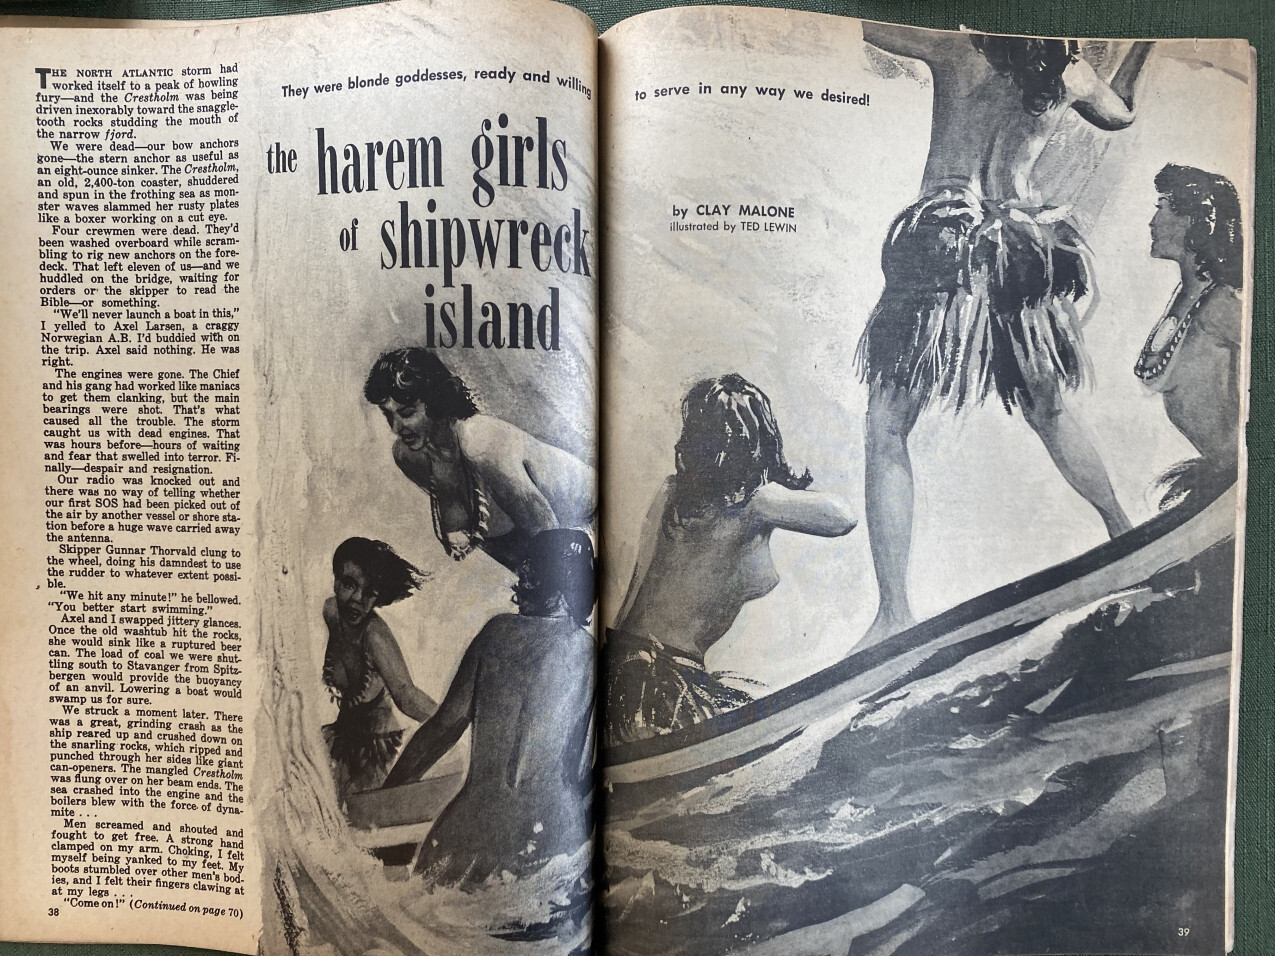 THE NORTH ATLANTIC storm had
worked itself to a peak of howling
fury—and the Crestholm was being
driven inexorably toward the snaggle-
tooth rocks studding the mouth of
the narrow fjord.
We were dead—our bow anchors
gone—the stern anchor as useful as
an eight-ounce sinker. The Crestholm,
an old, 2,400-ton coaster, shuddered
and spun in the frothing sea as mon-
ster waves slammed her rusty plates
like a boxer working on a cut eye.
Four crewmen were dead. They'd
been washed overboard while scram-
bling to rig new anchors on the fore-
deck. That left eleven of us—and we
huddled on the bridge, waiting for
orders or the skipper to read the
Bible—or something.
"We'll never launch a boat in this,"
I yelled to Axel Larsen, a craggy
Norwegian A.B. I'd buddied with on
the trip. Axel said nothing. He was
right.
The engines were gone. The Chief
and his gang had worked like maniacs
to get them clanking, but the main
bearings were shot. That's what
caused all the trouble. The storm
caught us with dead engines. That
was hours before—hours of waiting
and fear that swelled into terror. Fi-
nally—despair and resignation.
Our radio was knocked out and
there was no way of telling whether
our first SOS had been picked out of
the air by another vessel or shore sta-
tion before a huge wave carried away
the antenna.
Skipper Gunnar Thorvald clung to
the wheel, doing his damndest to use
the rudder to whatever extent possi-
ble.
"We hit any minute!" he bellowed.
"You better start swimming."
Axel and I swapped jittery glances.
Once the old washtub hit the rocks,
she would sink like a ruptured beer
can. The load of coal we were shut-
tling south to Stavanger from Spitz-
bergen would provide the buoyancy
of an anvil. Lowering a boat would
swamp us for sure.
We struck a moment later. There
was a great, grinding crash as the
ship reared up and crushed down on
the snarling rocks, which ripped and
punched through her sides like giant
can-openers. The mangled Crestholm
was flung over on her beam ends. The
sea crashed into the engine and the
boilers blew with the force of dyna-
mite . . .
Men screamed and shouted and
fought to get free. A strong hand
clamped on my arm. Choking, I felt
myself being yanked to my feet. My
boots stumbled over other men's bod-
ies, and I felt their fingers clawing at
at my legs . . .
"Come on!" (Continued on page 70)
38
They were blonde goddesses, ready and willing
to serve in any way we desired!
the harem girls
of shipwreck
island
by CLAY MALONE
illustrated by TED LEWIN
39